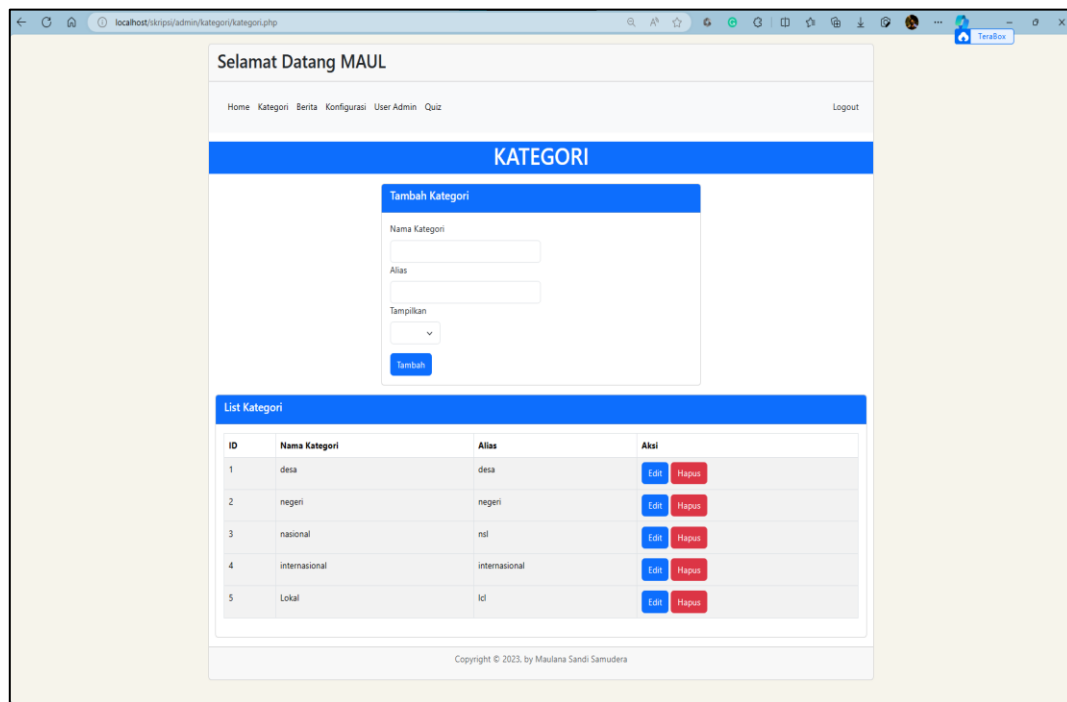 localhost/skripsi/admin/kategori/kategori.php
TeraBox
Selamat Datang MAUL
Home Kategori Berita Konfigurasi User Admin Quiz Logout
KATEGORI
Tambah Kategori
Nama Kategori
Alias
Tampilkan
Tambah
List Kategori
ID Nama Kategori Alias Aksi
1 desa desa Edit Hapus
2 negeri negeri Edit Hapus
3 nasional nsl Edit Hapus
4 internasional internasional Edit Hapus
5 Lokal lcl Edit Hapus
Copyright © 2023, by Maulana Sandi Samudera